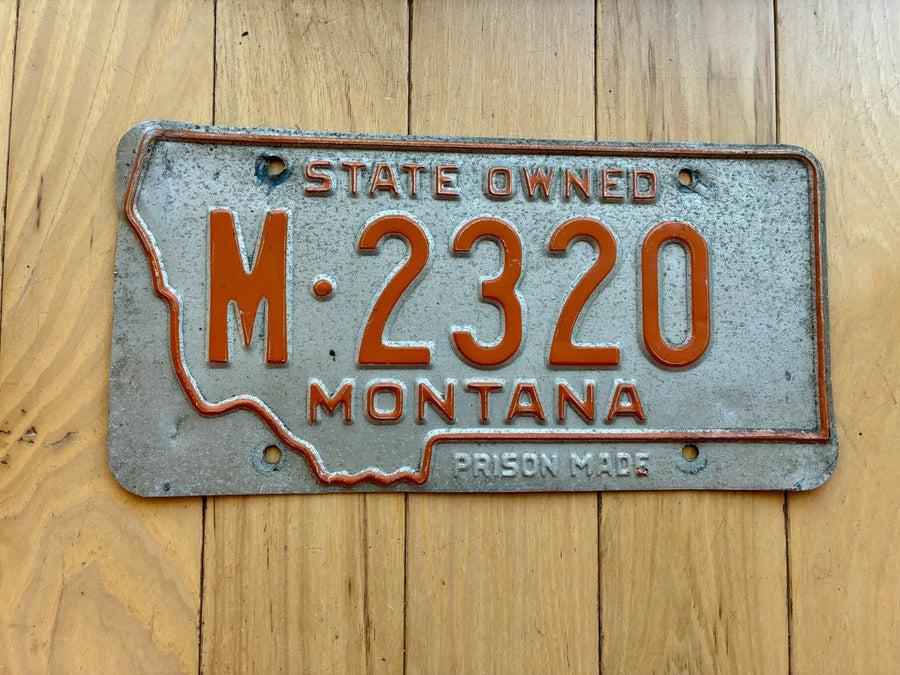 STATE OWNED
M·2320
MONTANA
PRISON MADE